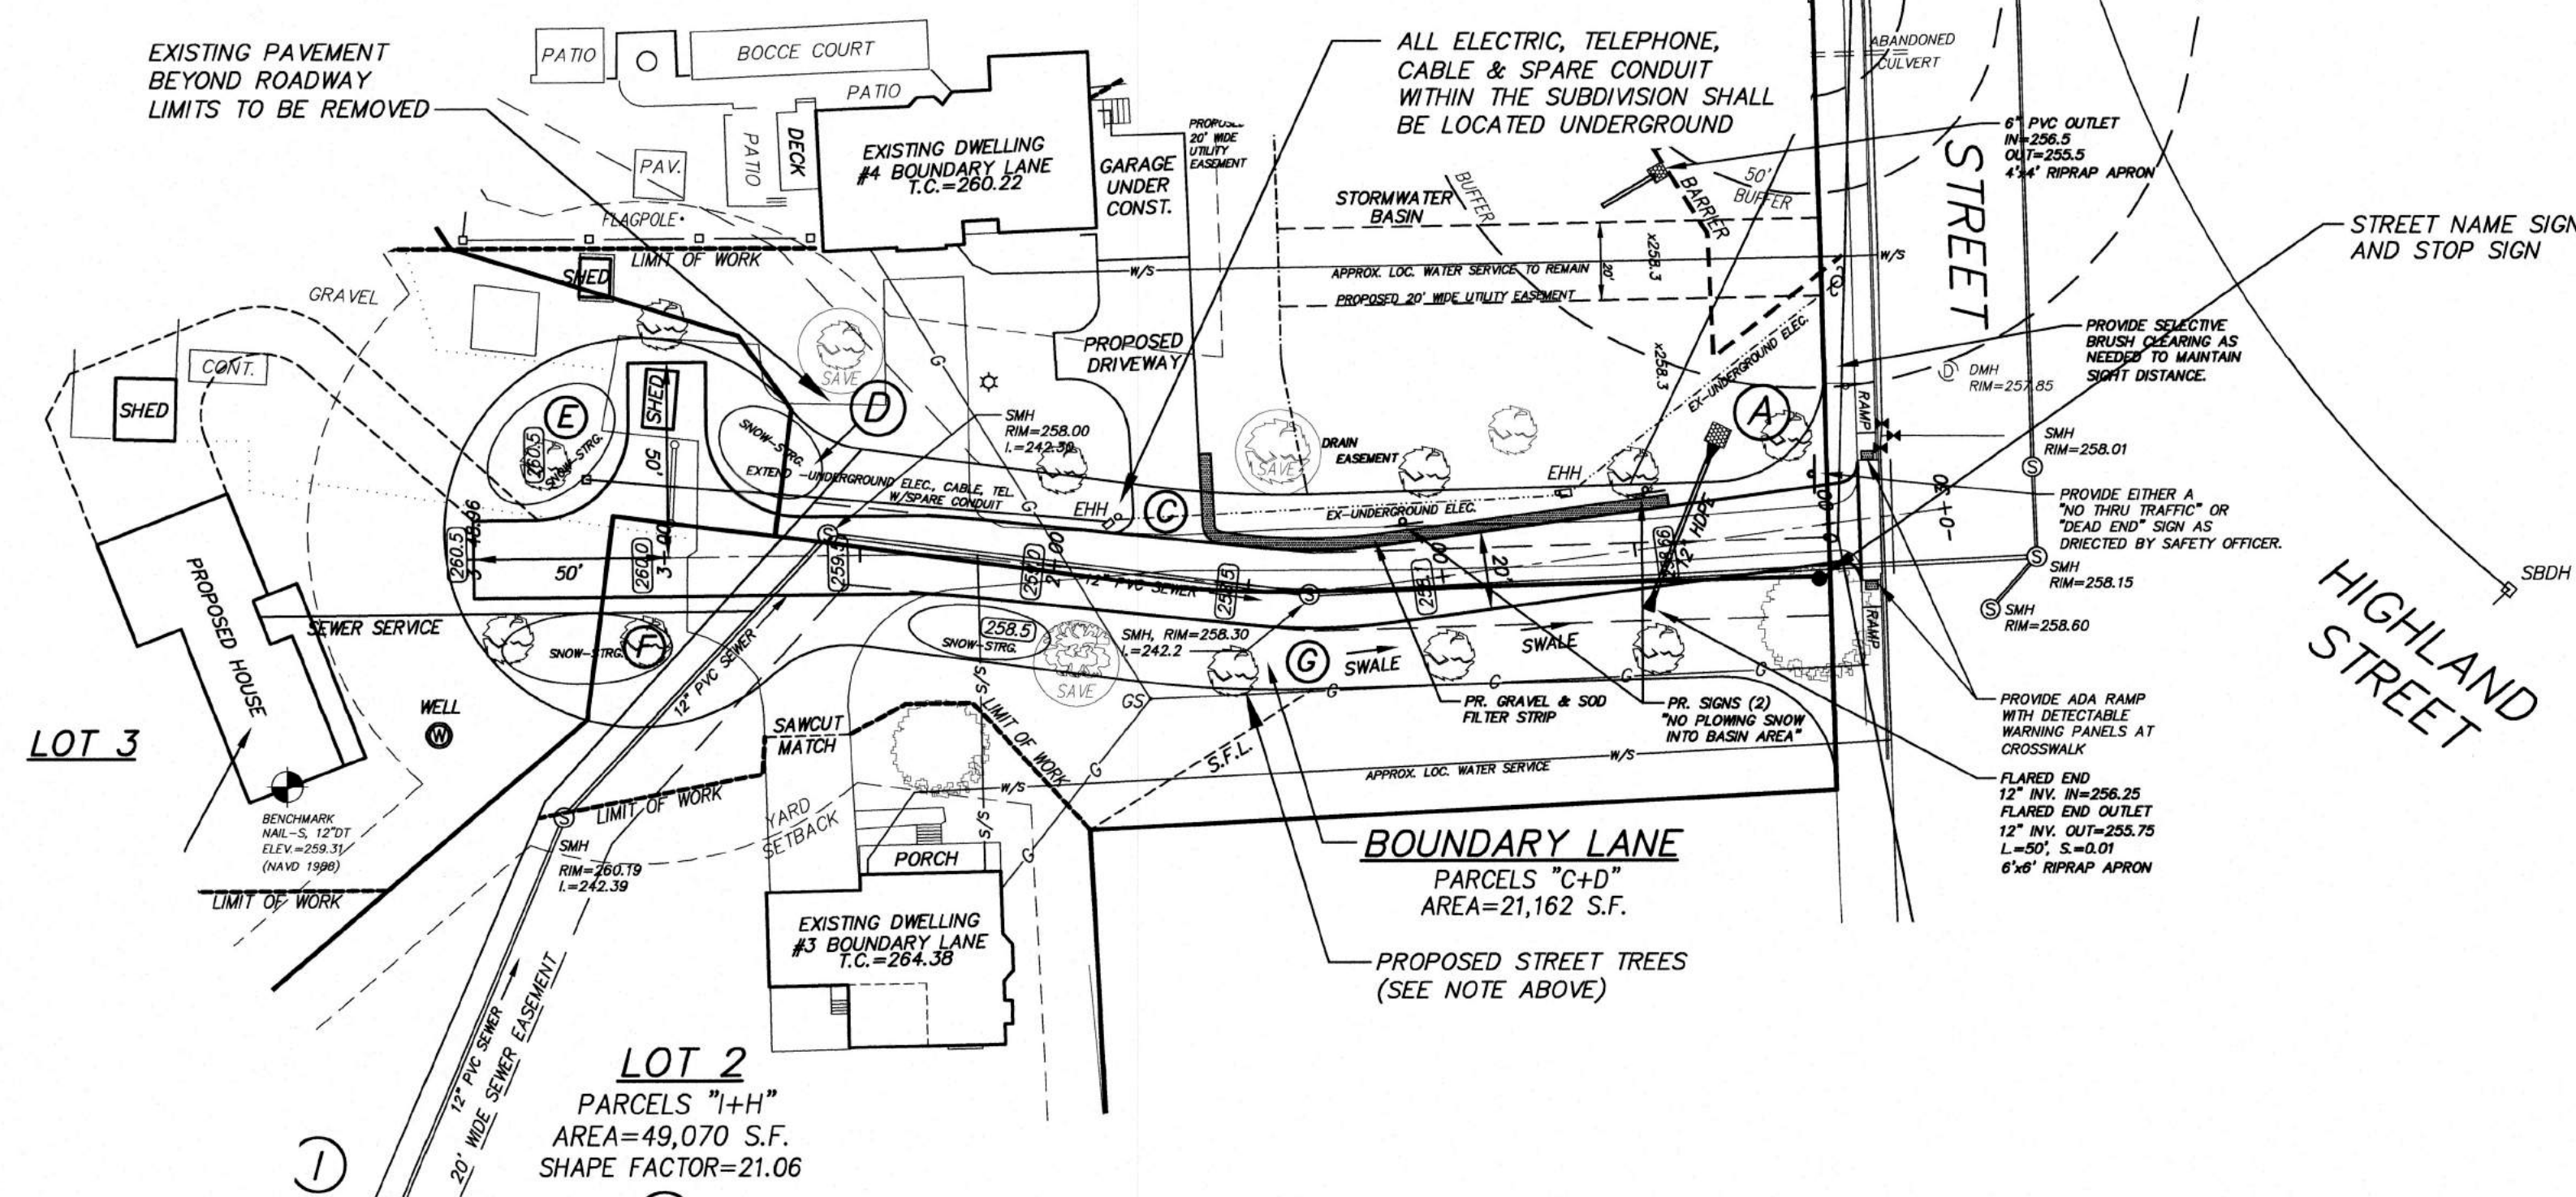 EXISTING PAVEMENT
BEYOND ROADWAY
LIMITS TO BE REMOVED
PATIO
BOCCE COURT
PATIO
PATIO
DECK
PAV.
FLAGPOLE
EXISTING DWELLING
#4 BOUNDARY LANE
T.C.=260.22
GARAGE
UNDER
CONST.
20' WIDE
UTILITY
EASEMENT
ALL ELECTRIC, TELEPHONE,
CABLE & SPARE CONDUIT
WITHIN THE SUBDIVISION SHALL
BE LOCATED UNDERGROUND
ABANDONED
CULVERT
6" PVC OUTLET
IN=256.5
OUT=255.5
4'x4' RIPRAP APRON
STREET
STREET NAME SIGN
AND STOP SIGN
STORMWATER
BASIN
BUFFER
BARRIER
50'
BUFFER
x258.3
20'
W/S
APPROX. LOC. WATER SERVICE TO REMAIN
W/S
PROPOSED 20' WIDE UTILITY EASEMENT
x258.3
EX-UNDERGROUND ELEC.
PROVIDE SELECTIVE
BRUSH CLEARING AS
NEEDED TO MAINTAIN
SIGHT DISTANCE.
D
DMH
RIM=257.85
LIMIT OF WORK
SHED
GRAVEL
CONT.
SHED
SHED
SAVE
G
PROPOSED
DRIVEWAY
E
D
A
SNOW-STRG.
260.5
SNOW-STRG.
50'
SMH
RIM=258.00
I.=242.30
SAVE
DRAIN
EASEMENT
EHH
RAMP
SMH
RIM=258.01
S
EXTEND-UNDERGROUND ELEC., CABLE, TEL.
W/SPARE CONDUIT
G
EHH
C
EX-UNDERGROUND ELEC.
12" HDPE
0+30
PROVIDE EITHER A
"NO THRU TRAFFIC" OR
"DEAD END" SIGN AS
DRIECTED BY SAFETY OFFICER.
260.5
50'
260.0
3+00
259.5
259.0
2+00
12" PVC SEWER
258.5
S
258.1
20'
S
SMH
RIM=258.15
S
SMH
RIM=258.60
SBDH
HIGHLAND
STREET
PROPOSED HOUSE
SEWER SERVICE
SNOW-STRG.
F
12" PVC SEWER
SNOW-STRG.
258.5
SMH, RIM=258.30
I.=242.2
SAVE
G
SWALE
SWALE
G
G
G
RAMP
LOT 3
WELL
W
SAWCUT
MATCH
S/S
GS
LIMIT OF WORK
S.F.L.
PR. GRAVEL & SOD
FILTER STRIP
PR. SIGNS (2)
"NO PLOWING SNOW
INTO BASIN AREA"
PROVIDE ADA RAMP
WITH DETECTABLE
WARNING PANELS AT
CROSSWALK
APPROX. LOC. WATER SERVICE
W/S
W/S
G
FLARED END
12" INV. IN=256.25
FLARED END OUTLET
12" INV. OUT=255.75
L=50', S.=0.01
6'x6' RIPRAP APRON
BENCHMARK
NAIL-S, 12"DT
ELEV.=259.31
(NAVD 1988)
LIMIT OF WORK
LIMIT OF WORK
S
SMH
RIM=260.19
I.=242.39
YARD
SETBACK
S/S
G
PORCH
BOUNDARY LANE
PARCELS "C+D"
AREA=21,162 S.F.
EXISTING DWELLING
#3 BOUNDARY LANE
T.C.=264.38
PROPOSED STREET TREES
(SEE NOTE ABOVE)
12" PVC SEWER
20' WIDE SEWER EASEMENT
LOT 2
PARCELS "I+H"
AREA=49,070 S.F.
SHAPE FACTOR=21.06
I